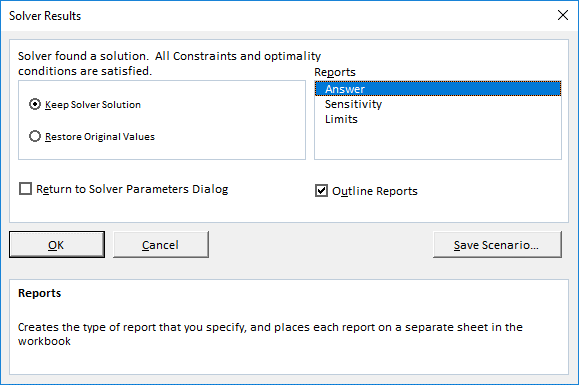 Solver Results
Solver found a solution.  All Constraints and optimality
conditions are satisfied.
Keep Solver Solution
Restore Original Values
Reports
Answer
Sensitivity
Limits
Return to Solver Parameters Dialog
Outline Reports
OK
Cancel
Save Scenario...
Reports
Creates the type of report that you specify, and places each report on a separate sheet in the
workbook